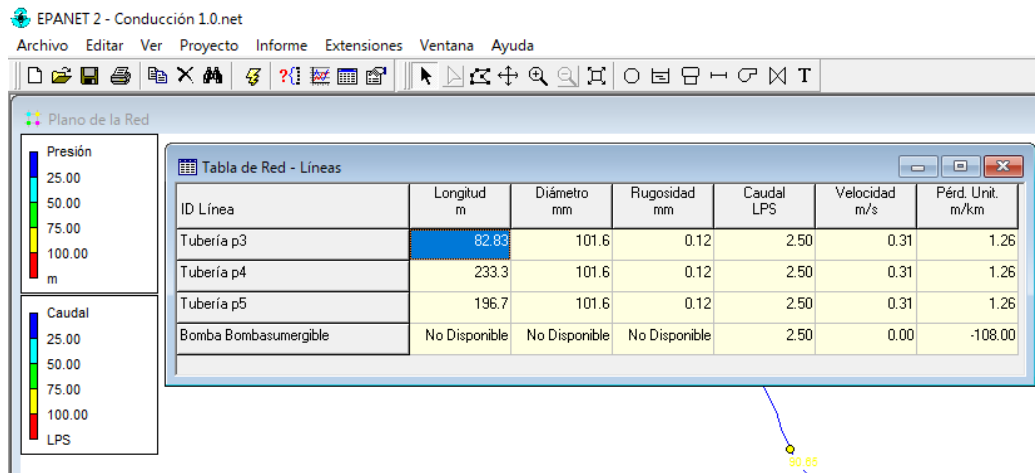 EPANET 2 - Conducción 1.0.net
Archivo Editar Ver Proyecto Informe Extensiones Ventana Ayuda
T
Plano de la Red
Presión
25.00
50.00
75.00
100.00
m
Caudal
25.00
50.00
75.00
100.00
LPS
Tabla de Red - Líneas
ID Línea Longitud m Diámetro mm Rugosidad mm Caudal LPS Velocidad m/s Pérd. Unit. m/km
Tubería p3 82.83 101.6 0.12 2.50 0.31 1.26
Tubería p4 233.3 101.6 0.12 2.50 0.31 1.26
Tubería p5 196.7 101.6 0.12 2.50 0.31 1.26
Bomba Bombasumergible No Disponible No Disponible No Disponible 2.50 0.00 -108.00